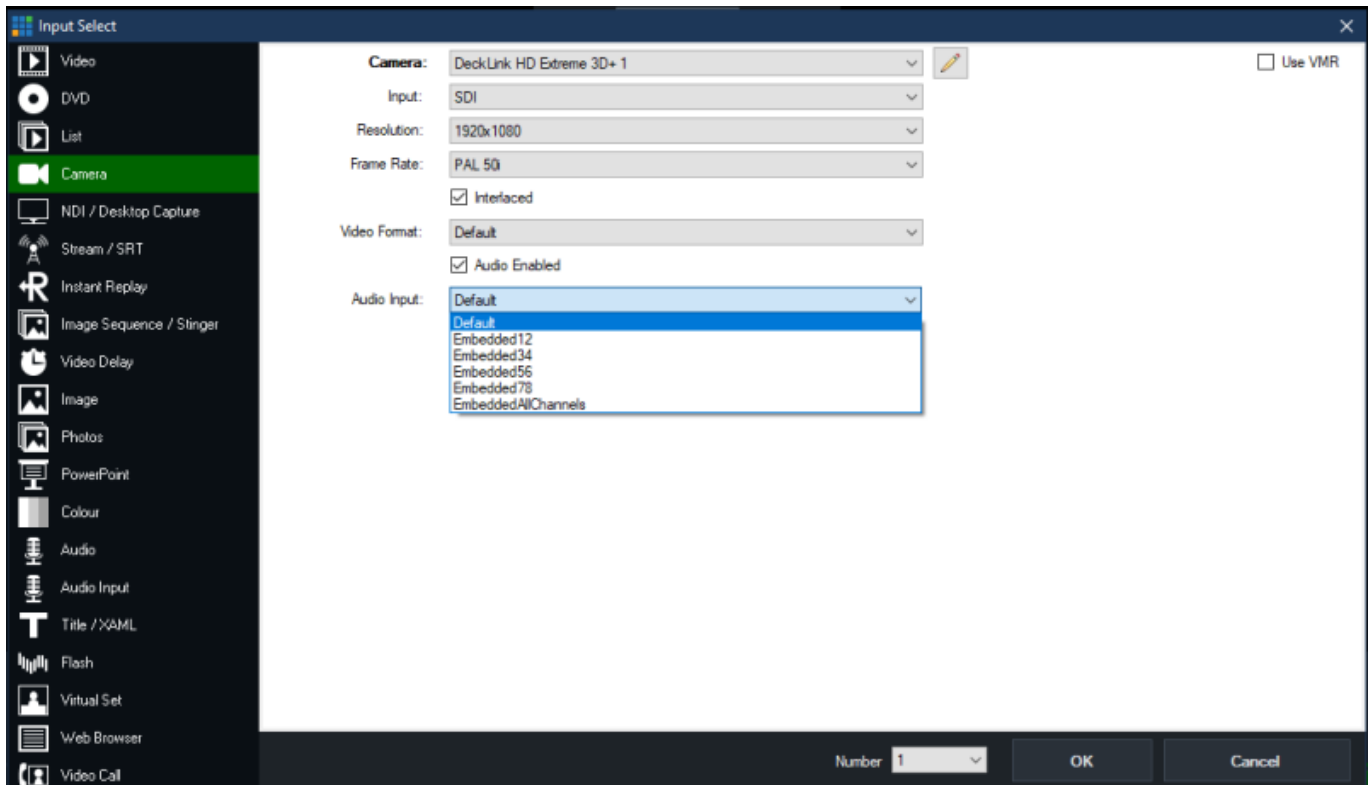 Input Select
Video
DVD
List
Camera
NDI / Desktop Capture
Stream / SRT
Instant Replay
Image Sequence / Stinger
Video Delay
Image
Photos
PowerPoint
Colour
Audio
Audio Input
Title / XAML
Flash
Virtual Set
Web Browser
Video Call
Camera: DeckLink HD Extreme 3D+ 1
Use VMR
Input: SDI
Resolution: 1920x1080
Frame Rate: PAL 50i
Interlaced
Video Format: Default
Audio Enabled
Audio Input: Default
Default
Embedded12
Embedded34
Embedded56
Embedded78
EmbeddedAllChannels
Number 1 OK Cancel